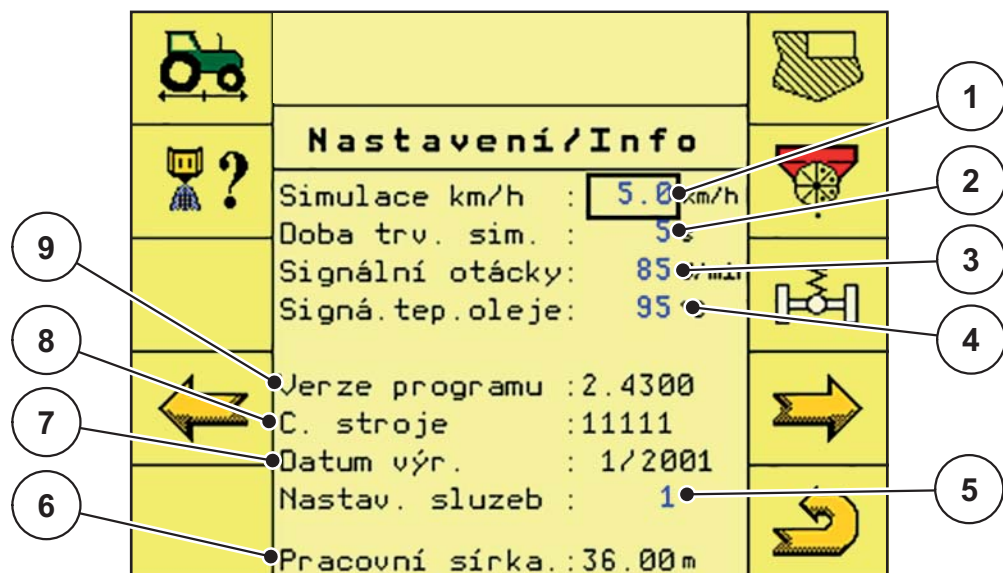 Nastavení/Info
?
Simulace km/h : 5.0 km/h
Doba trv. sim. : 5 s
Signální otácky: 85 /min
Signá.tep.oleje: 95
Verze programu :2.4300
C. stroje :11111
Datum výr. : 1/2001
Nastav. sluzeb : 1
Pracovní sírka.:36.00m
1
2
3
4
5
6
7
8
9